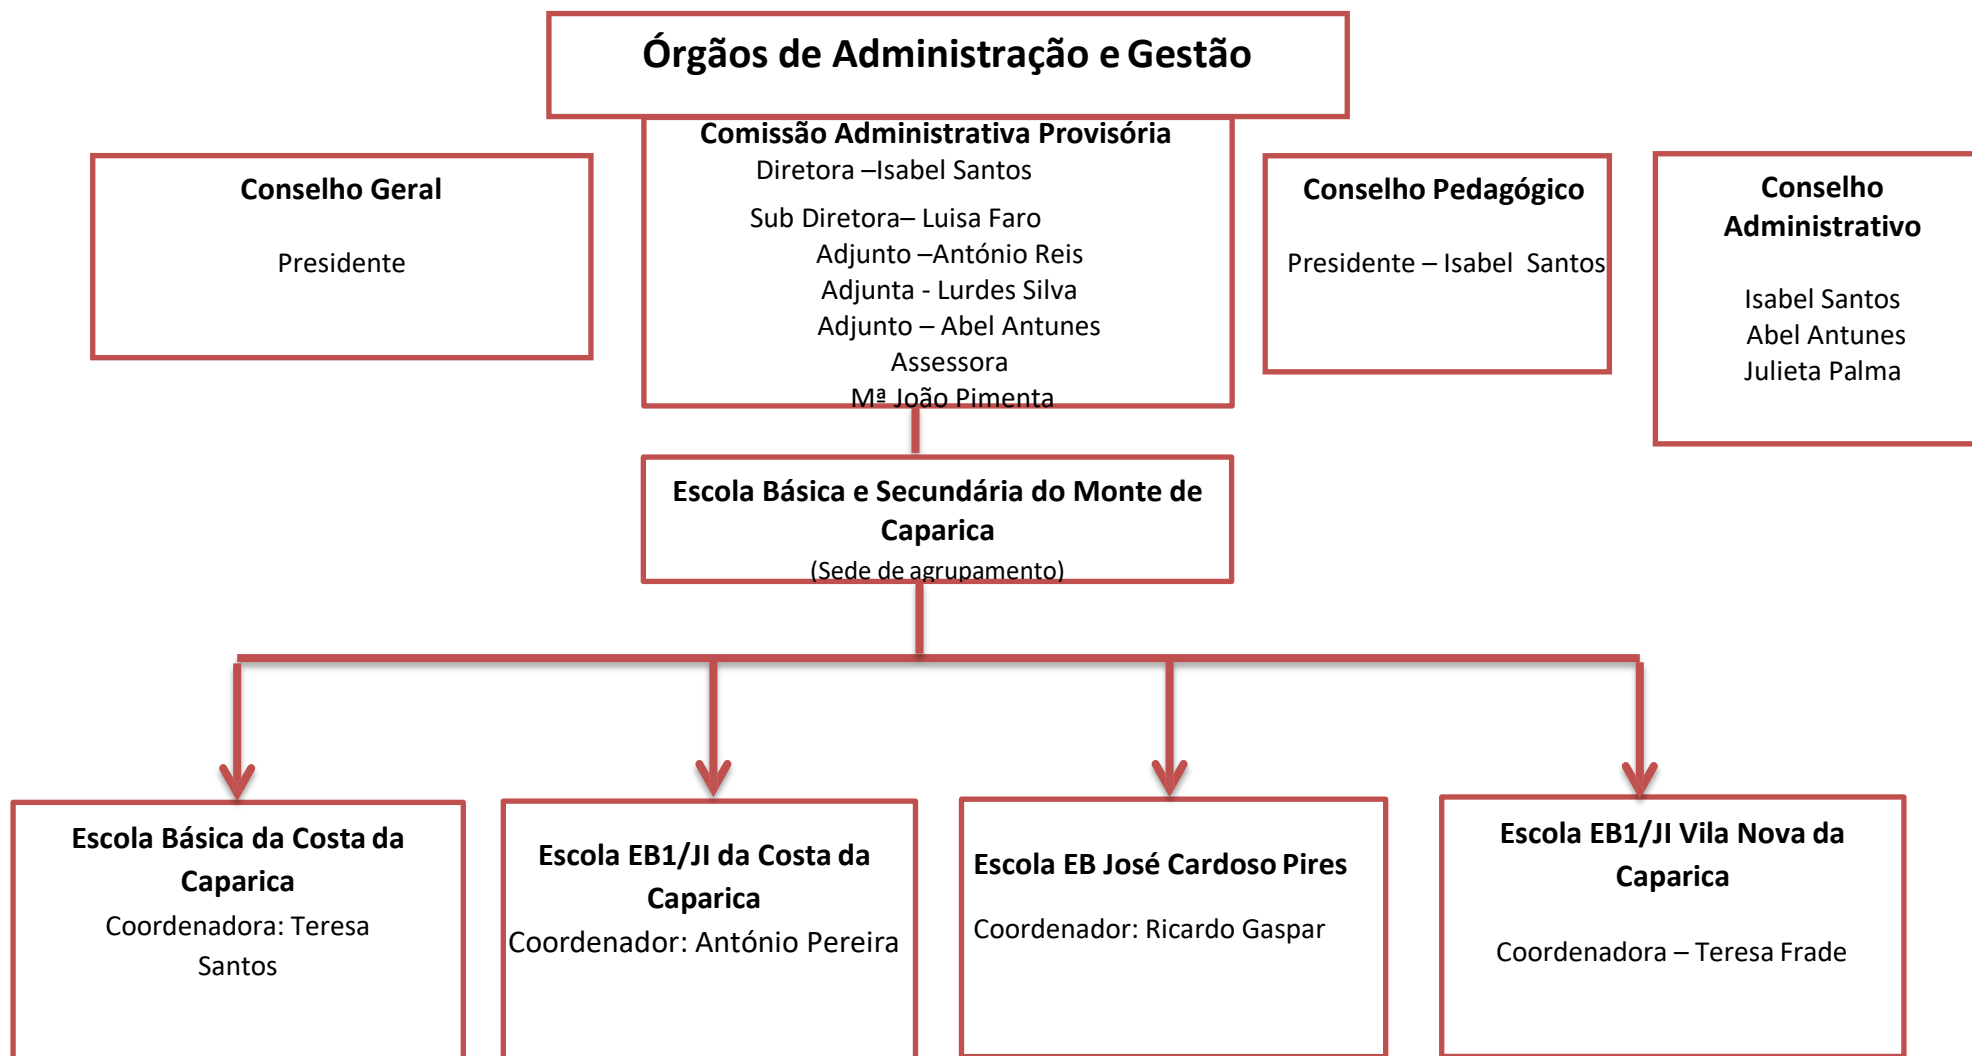 Órgãos de Administração e Gestão
Conselho Geral
Presidente
Comissão Administrativa Provisória
Diretora –Isabel Santos
Sub Diretora– Luisa Faro
Adjunto –António Reis
Adjunta - Lurdes Silva
Adjunto – Abel Antunes
Assessora
Mª João Pimenta
Conselho Pedagógico
Presidente – Isabel Santos
Conselho
Administrativo
Isabel Santos
Abel Antunes
Julieta Palma
Escola Básica e Secundária do Monte de
Caparica
(Sede de agrupamento)
Escola Básica da Costa da
Caparica
Coordenadora: Teresa
Santos
Escola EB1/JI da Costa da
Caparica
Coordenador: António Pereira
Escola EB José Cardoso Pires
Coordenador: Ricardo Gaspar
Escola EB1/JI Vila Nova da
Caparica
Coordenadora – Teresa Frade